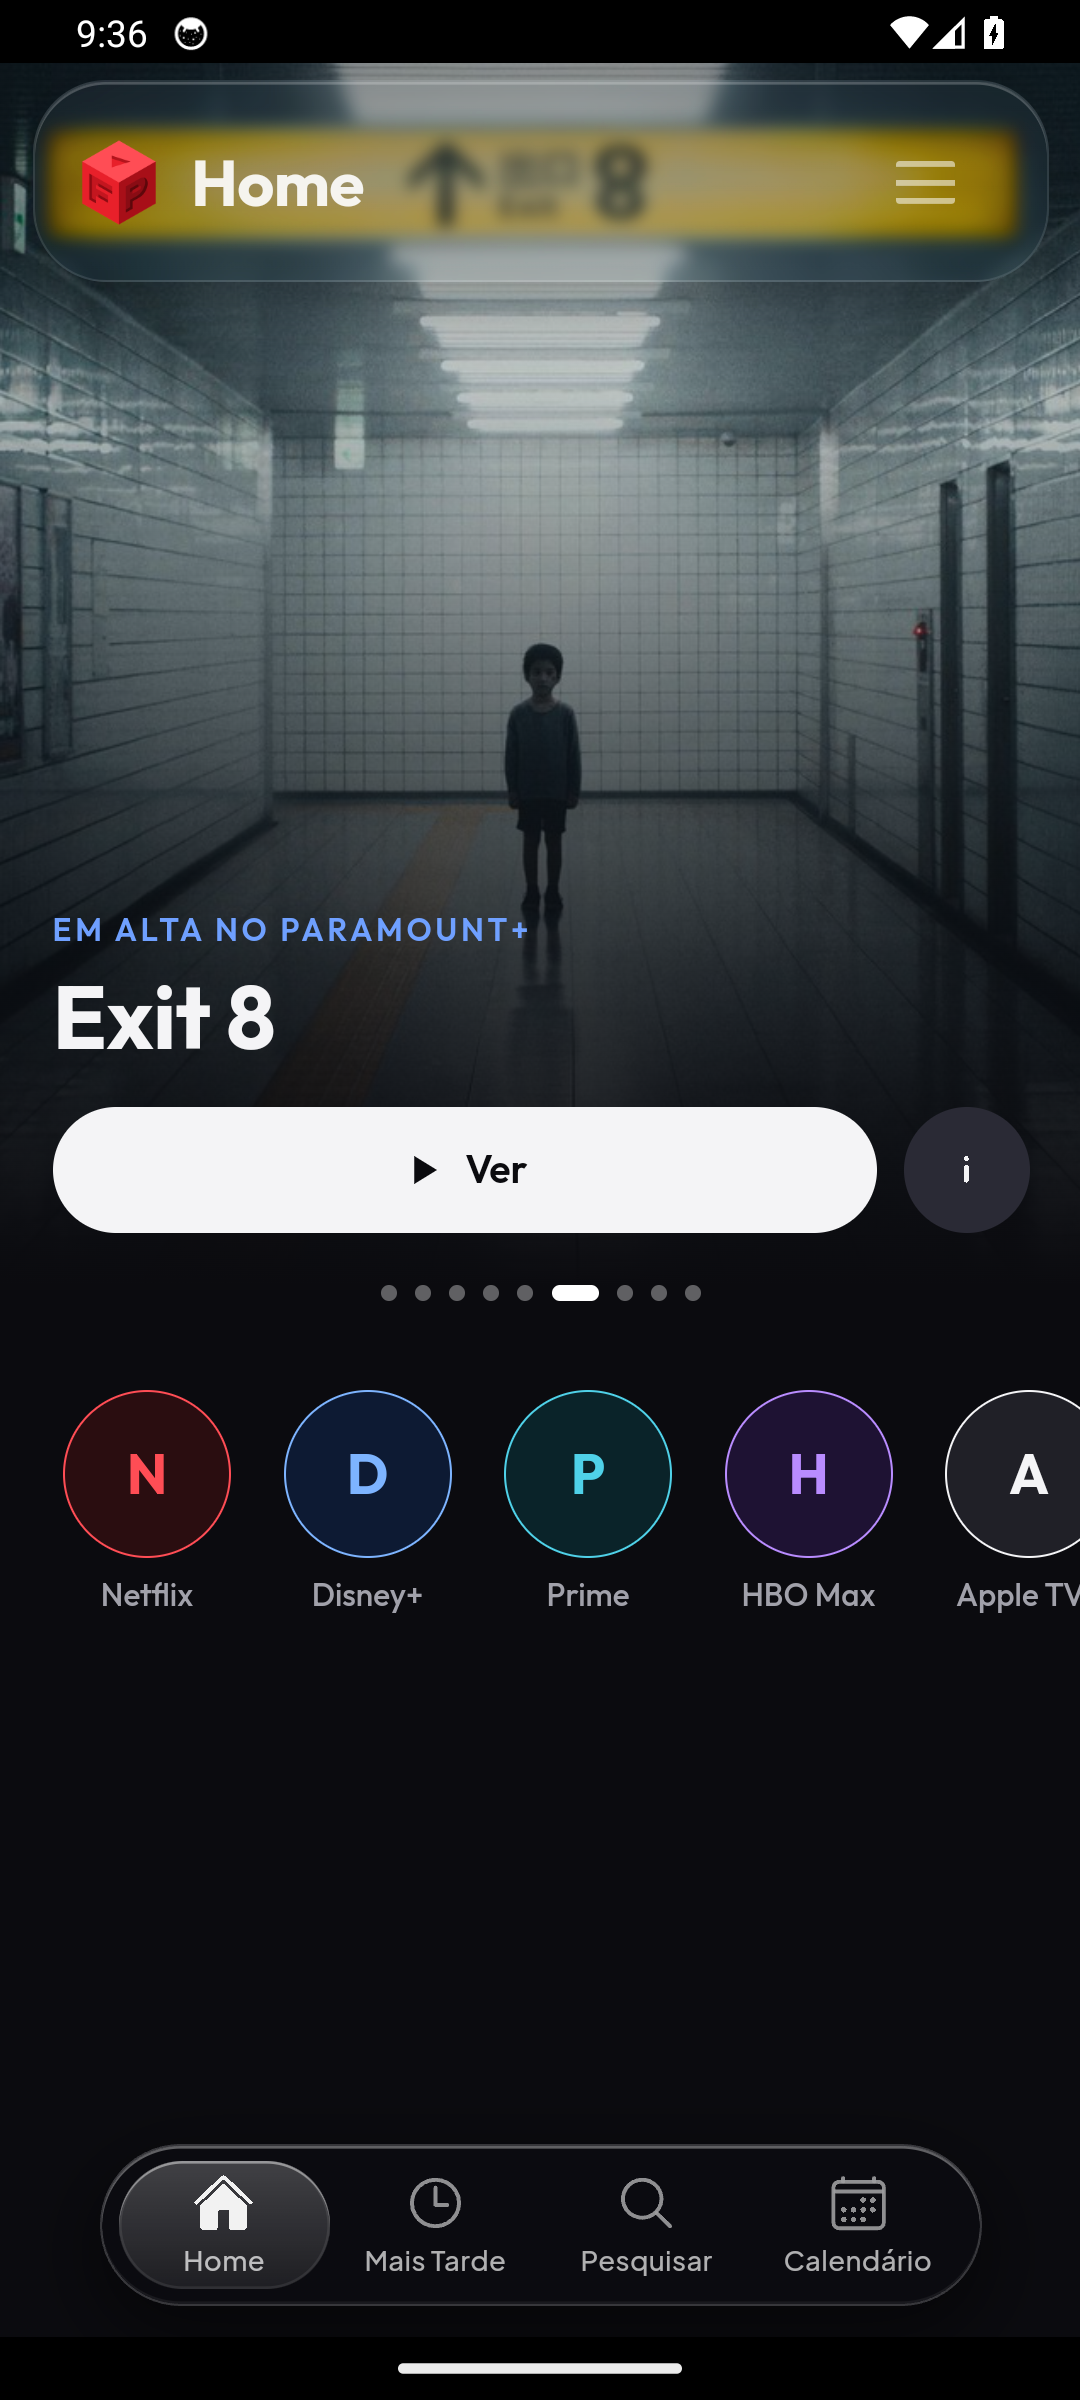 9:36
Home
8
EM ALTA NO PARAMOUNT+
Exit 8
Ver
i
N
D
P
H
A
Netflix
Disney+
Prime
HBO Max
Apple TV
Home
Mais Tarde
Pesquisar
Calendário